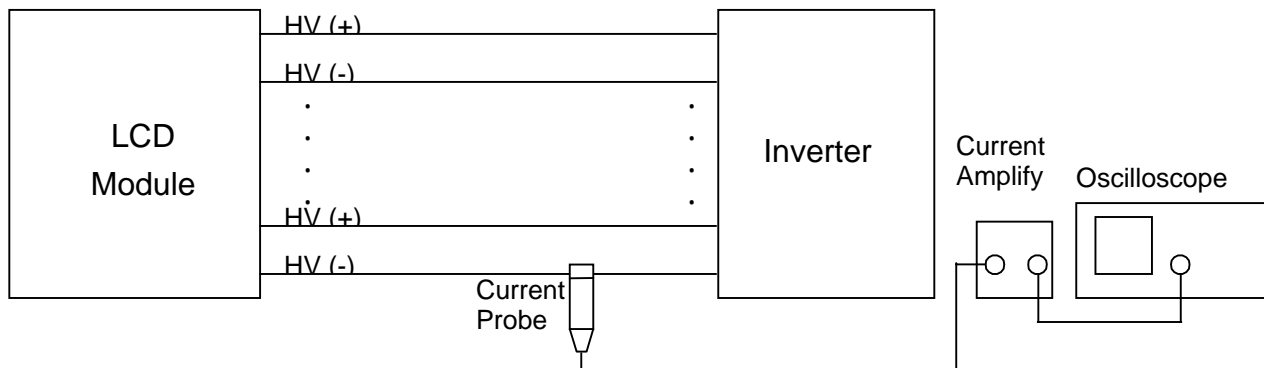 HV (+)
HV (-)
LCD
Module
Inverter
HV (+)
HV (-)
Current
Probe
Current
Amplify
Oscilloscope